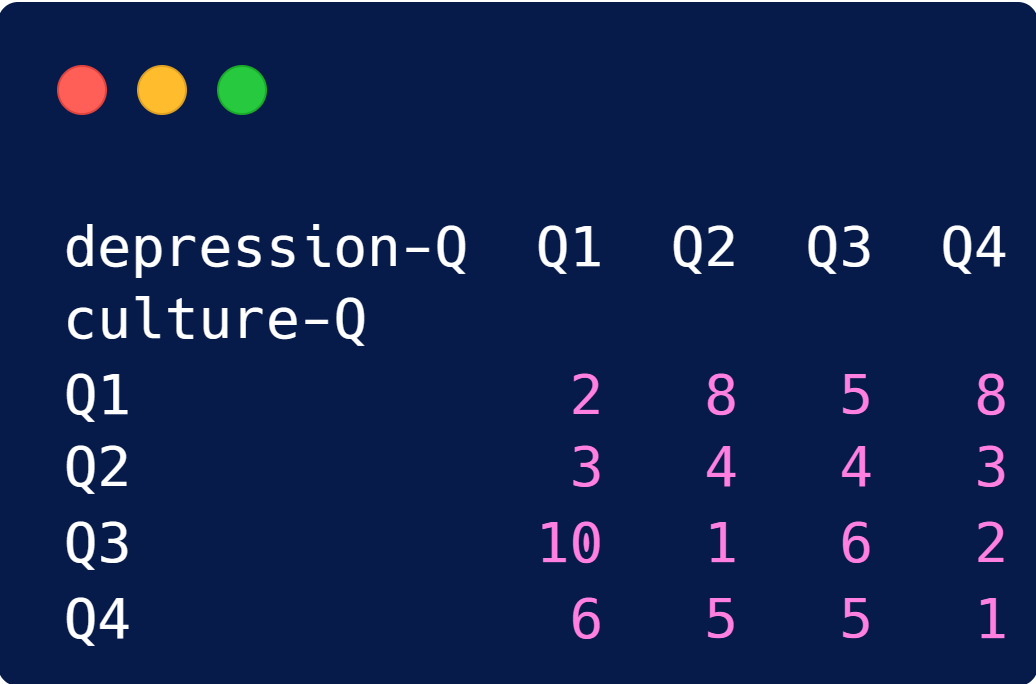 depression-Q  Q1  Q2  Q3  Q4
culture-Q
Q1             2   8   5   8
Q2             3   4   4   3
Q3            10   1   6   2
Q4             6   5   5   1